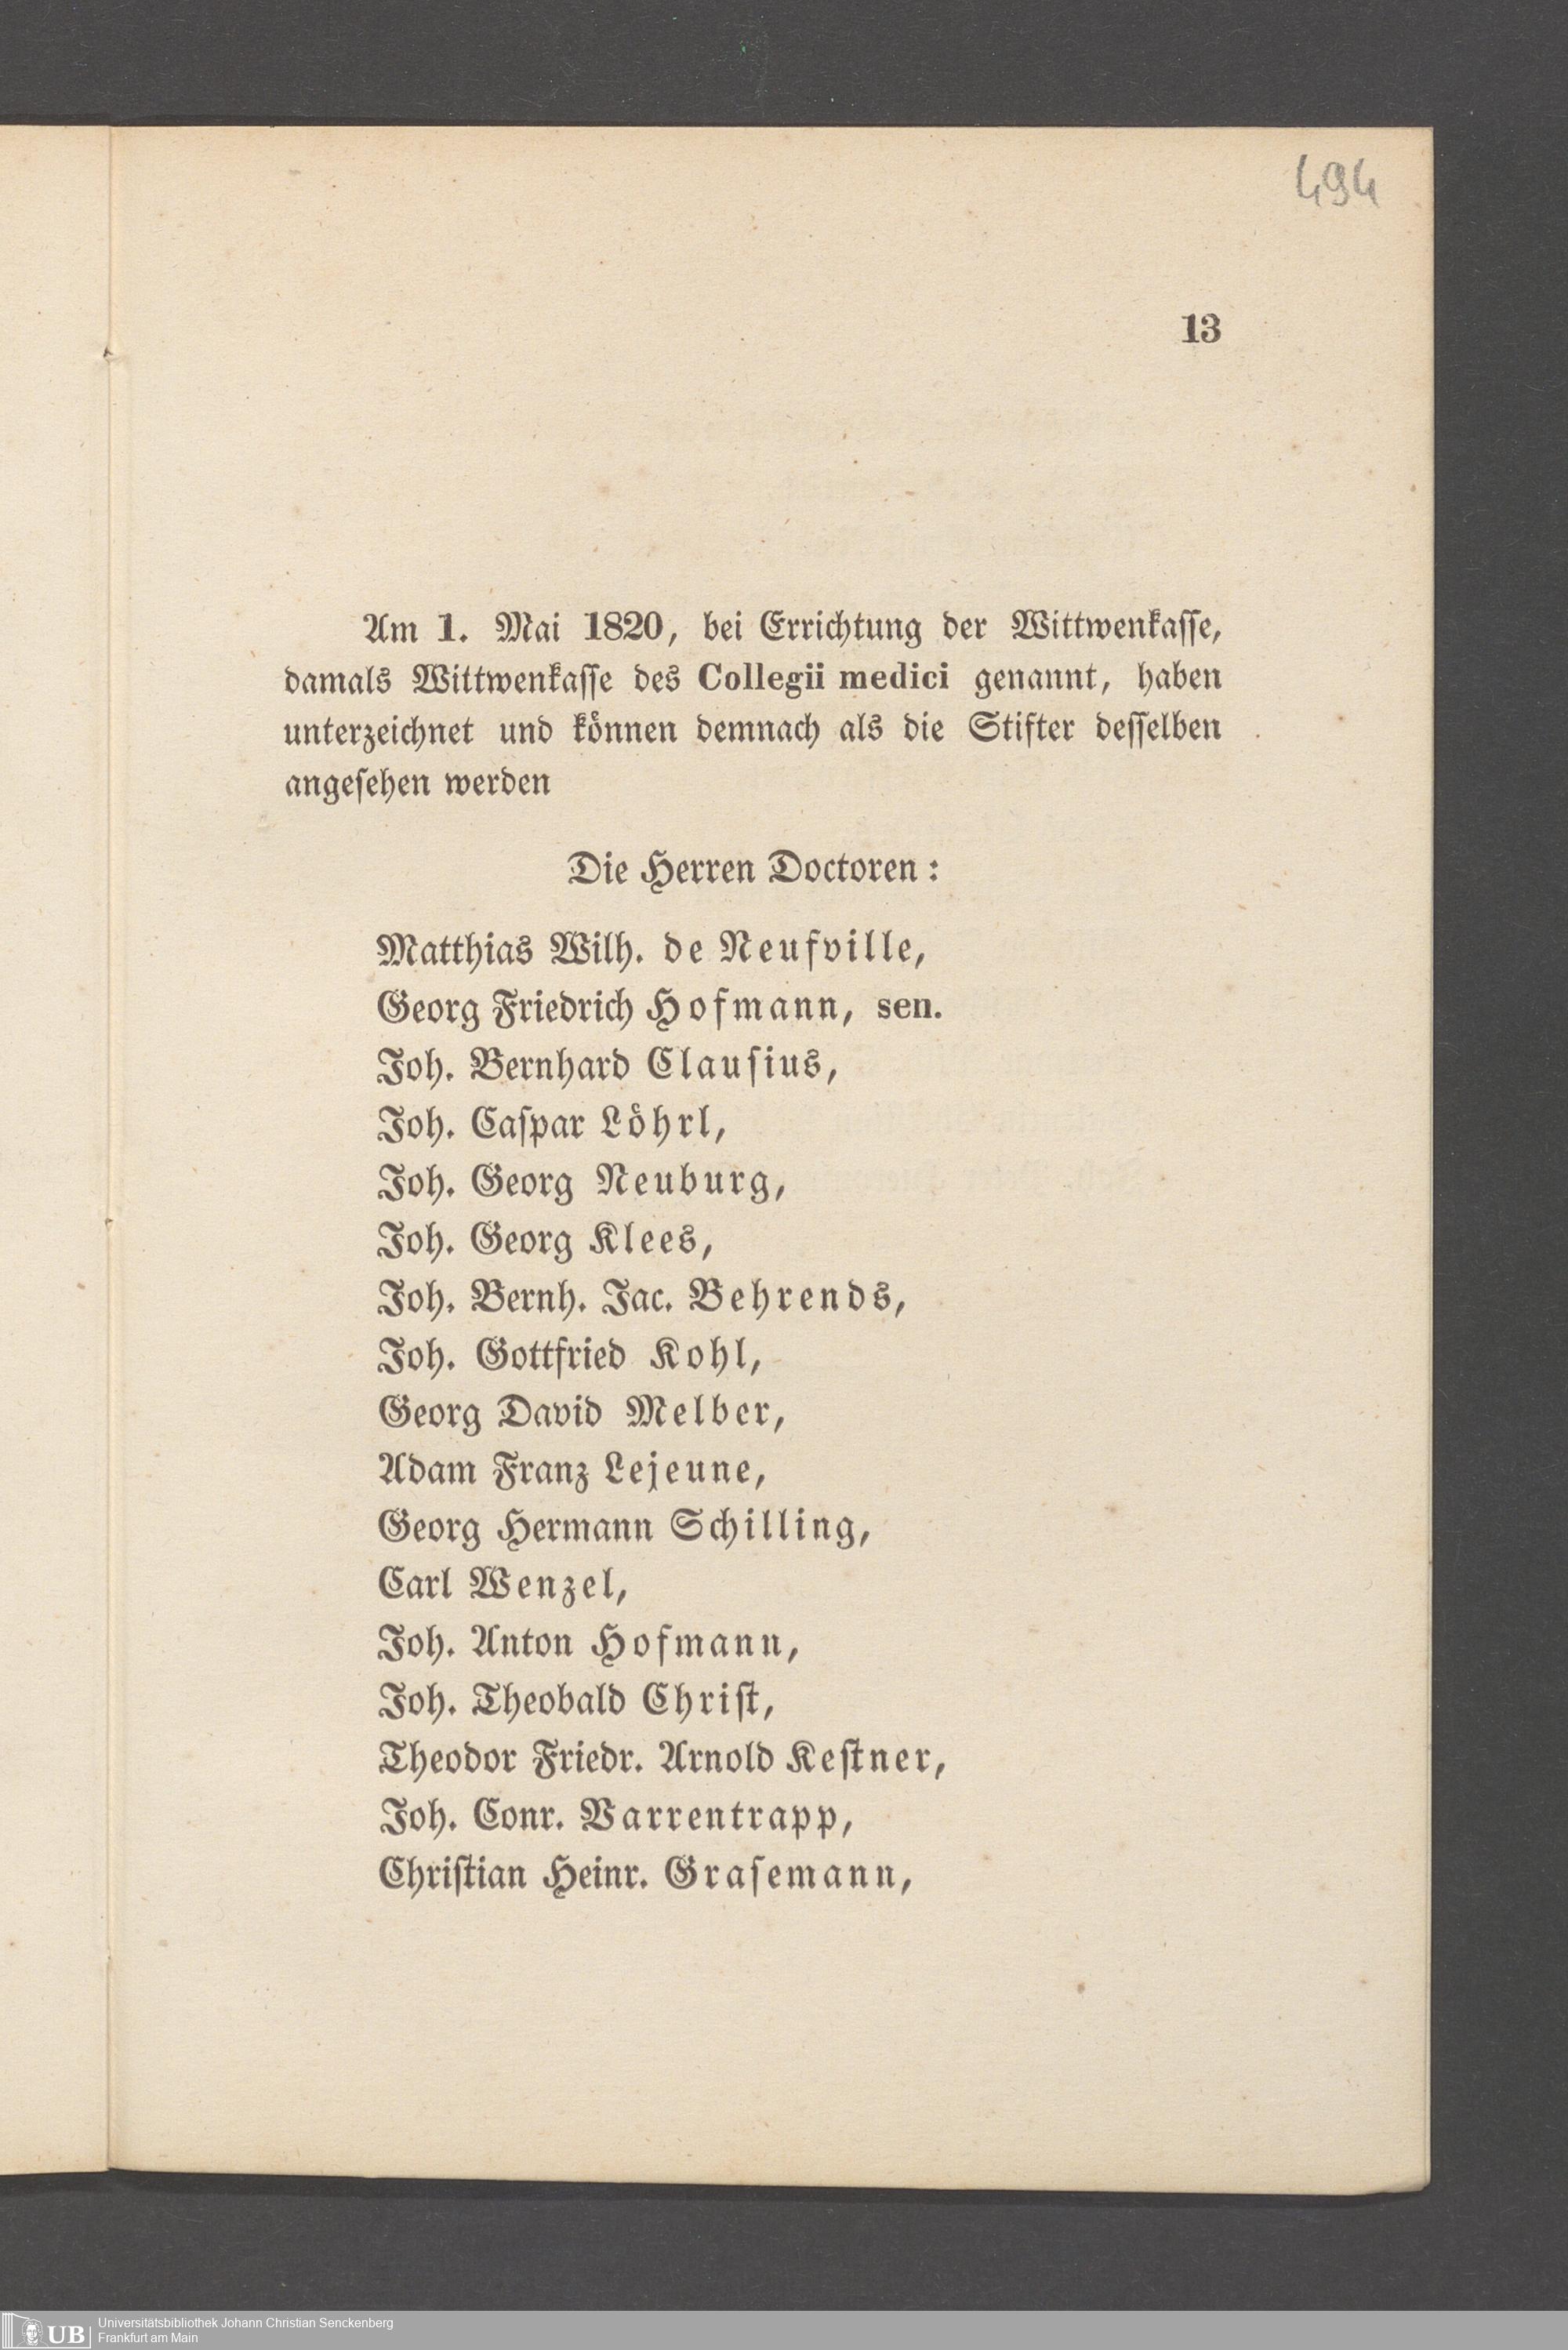 494
13
Am 1. Mai 1820, bei Errichtung der Wittwenkasse,
damals Wittwenkasse des Collegii medici genannt, haben
unterzeichnet und können demnach als die Stifter desselben
angesehen werden
Die Herren Doctoren:
Matthias Wilh. de Neufville,
Georg Friedrich Hofmann, sen.
Joh. Bernhard Clausius,
Joh. Caspar Löhrl,
Joh. Georg Neuburg,
Joh. Georg Klees,
Joh. Bernh. Jac. Behrends,
Joh. Gottfried Kohl,
Georg David Melber,
Adam Franz Lejeune,
Georg Hermann Schilling,
Carl Wenzel,
Joh. Anton Hofmann,
Joh. Theobald Christ,
Theodor Friedr. Arnold Kestner,
Joh. Conr. Varrentrapp,
Christian Heinr. Grasemann,
UB
Universitätsbibliothek Johann Christian Senckenberg
Frankfurt am Main